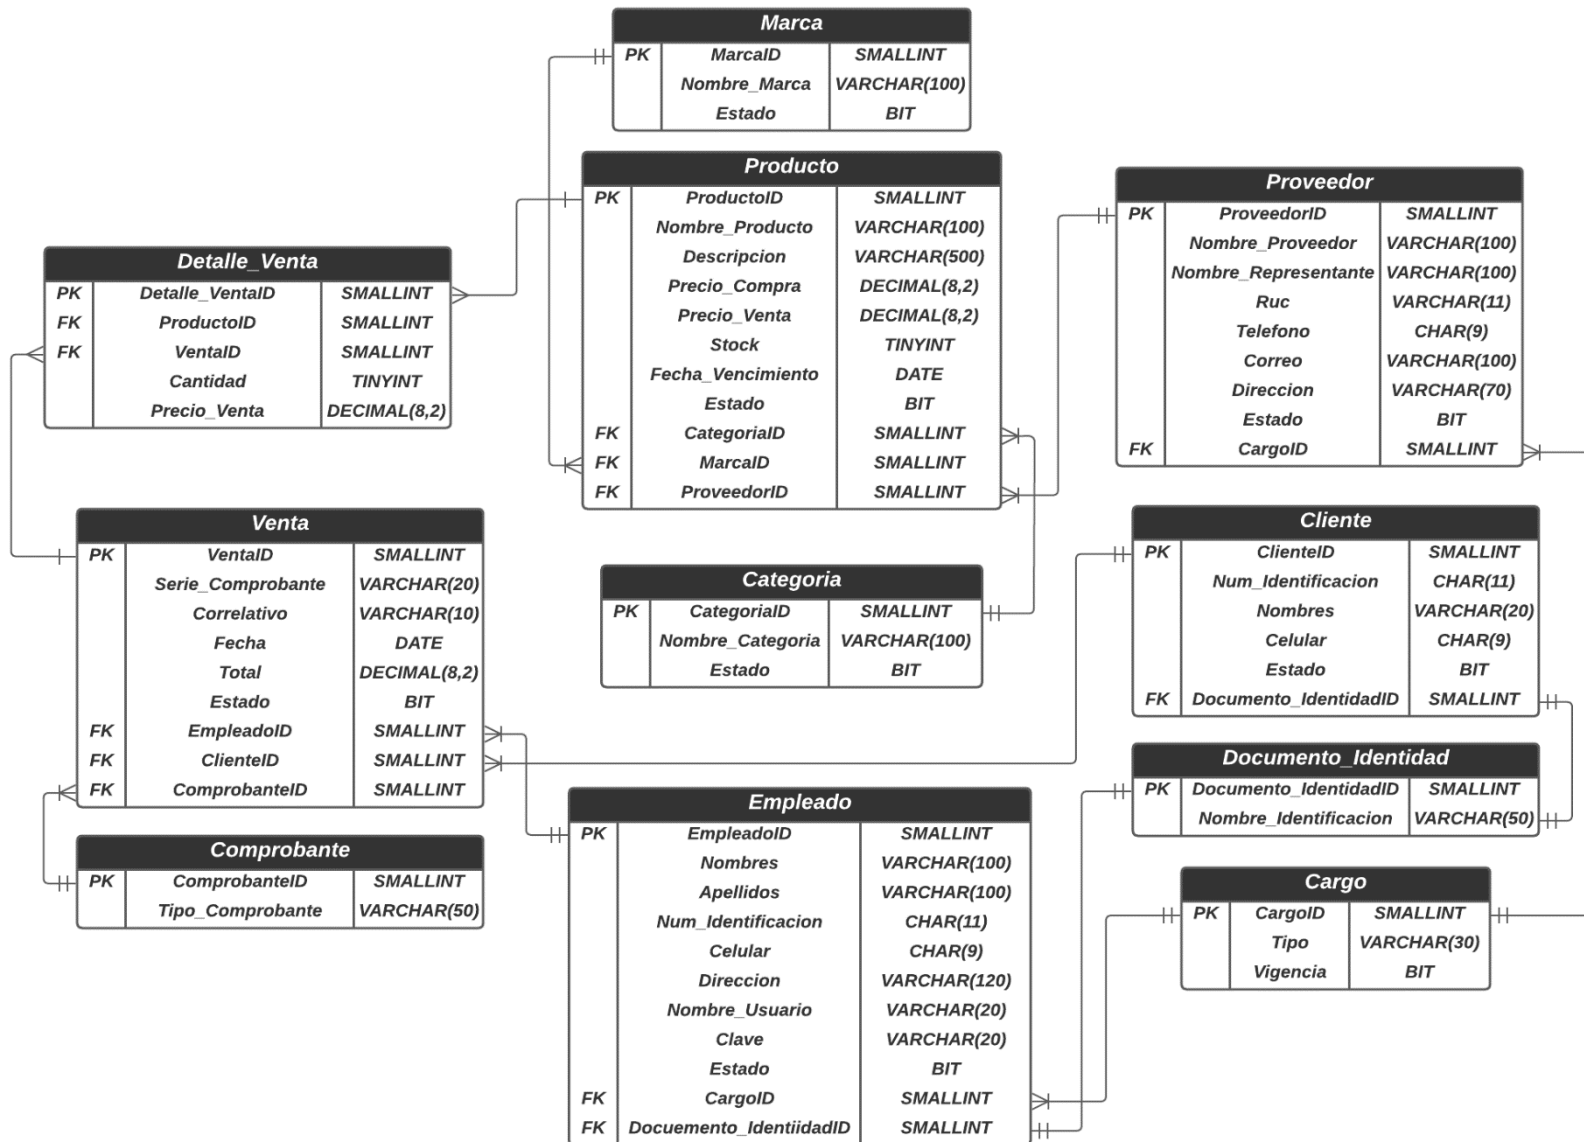 Marca
PK MarcaID SMALLINT
Nombre_Marca VARCHAR(100)
Estado BIT
Producto
PK ProductoID SMALLINT
Nombre_Producto VARCHAR(100)
Descripcion VARCHAR(500)
Precio_Compra DECIMAL(8,2)
Precio_Venta DECIMAL(8,2)
Stock TINYINT
Fecha_Vencimiento DATE
Estado BIT
FK CategoriaID SMALLINT
FK MarcaID SMALLINT
FK ProveedorID SMALLINT
Proveedor
PK ProveedorID SMALLINT
Nombre_Proveedor VARCHAR(100)
Nombre_Representante VARCHAR(100)
Ruc VARCHAR(11)
Telefono CHAR(9)
Correo VARCHAR(100)
Direccion VARCHAR(70)
Estado BIT
FK CargoID SMALLINT
Detalle_Venta
PK Detalle_VentaID SMALLINT
FK ProductoID SMALLINT
FK VentaID SMALLINT
Cantidad TINYINT
Precio_Venta DECIMAL(8,2)
Venta
PK VentaID SMALLINT
Serie_Comprobante VARCHAR(20)
Correlativo VARCHAR(10)
Fecha DATE
Total DECIMAL(8,2)
Estado BIT
FK EmpleadoID SMALLINT
FK ClienteID SMALLINT
FK ComprobanteID SMALLINT
Categoria
PK CategoriaID SMALLINT
Nombre_Categoria VARCHAR(100)
Estado BIT
Cliente
PK ClienteID SMALLINT
Num_Identificacion CHAR(11)
Nombres VARCHAR(20)
Celular CHAR(9)
Estado BIT
FK Documento_IdentidadID SMALLINT
Documento_Identidad
PK Documento_IdentidadID SMALLINT
Nombre_Identificacion VARCHAR(50)
Comprobante
PK ComprobanteID SMALLINT
Tipo_Comprobante VARCHAR(50)
Empleado
PK EmpleadoID SMALLINT
Nombres VARCHAR(100)
Apellidos VARCHAR(100)
Num_Identificacion CHAR(11)
Celular CHAR(9)
Direccion VARCHAR(120)
Nombre_Usuario VARCHAR(20)
Clave VARCHAR(20)
Estado BIT
FK CargoID SMALLINT
FK Docuemento_IdentiidadID SMALLINT
Cargo
PK CargoID SMALLINT
Tipo VARCHAR(30)
Vigencia BIT